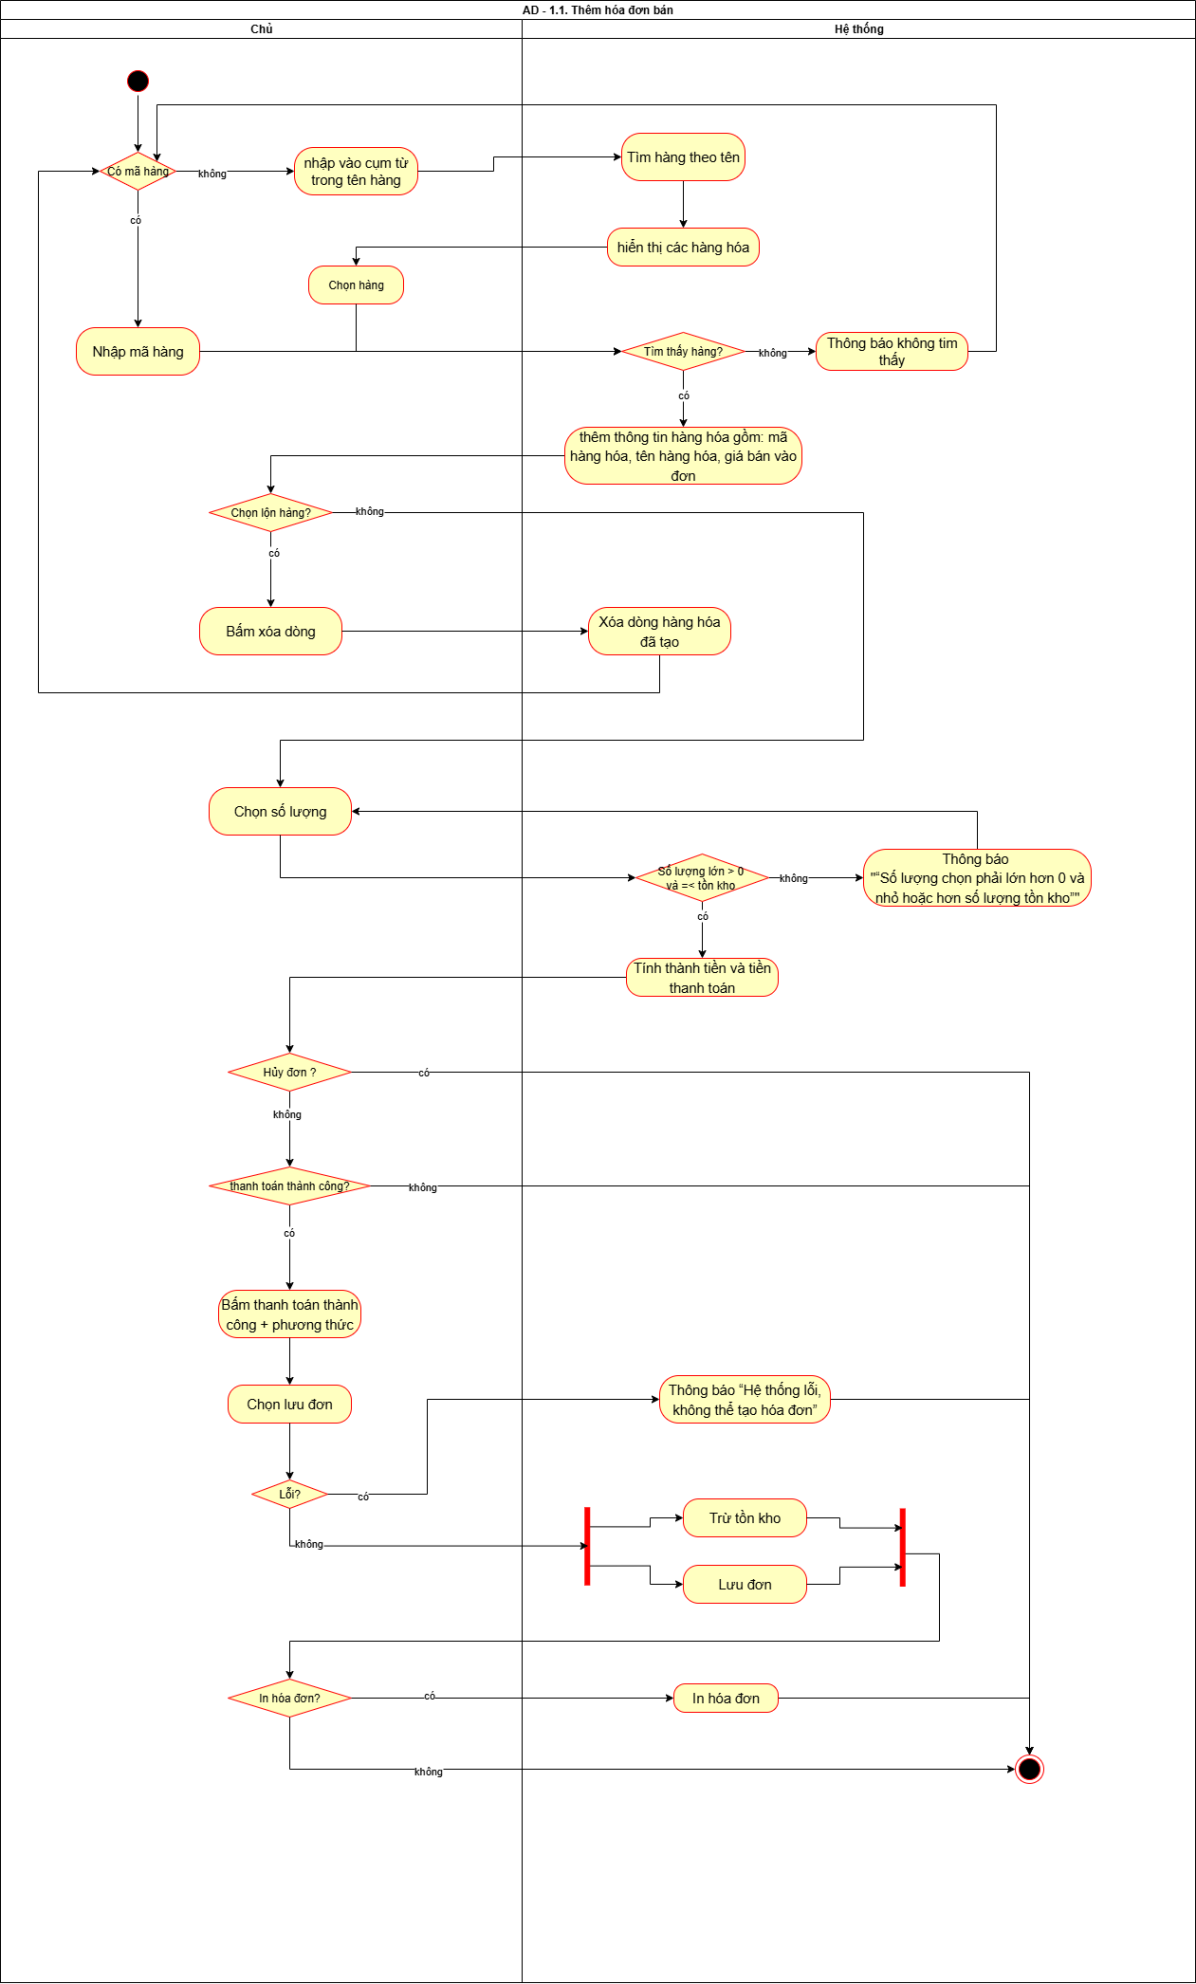 AD - 1.1. Thêm hóa đơn bán
Chủ
Hệ thống
Có mã hàng
không
nhập vào cụm từ
trong tên hàng
Tìm hàng theo tên
có
hiển thị các hàng hóa
Chọn hàng
Nhập mã hàng
Tìm thấy hàng?
không
Thông báo không tim
thấy
có
thêm thông tin hàng hóa gồm: mã
hàng hóa, tên hàng hóa, giá bán vào
đơn
Chọn lộn hàng?
không
có
Bấm xóa dòng
Xóa dòng hàng hóa
đã tạo
Chọn số lượng
Số lượng lớn > 0
và =< tồn kho
không
Thông báo
"“Số lượng chọn phải lớn hơn 0 và
nhỏ hoặc hơn số lượng tồn kho”"
có
Tính thành tiền và tiền
thanh toán
Hủy đơn ?
có
không
thanh toán thành công?
không
có
Bấm thanh toán thành
công + phương thức
Chọn lưu đơn
Thông báo “Hệ thống lỗi,
không thể tạo hóa đơn”
Lỗi?
có
không
Trừ tồn kho
Lưu đơn
In hóa đơn?
có
In hóa đơn
không